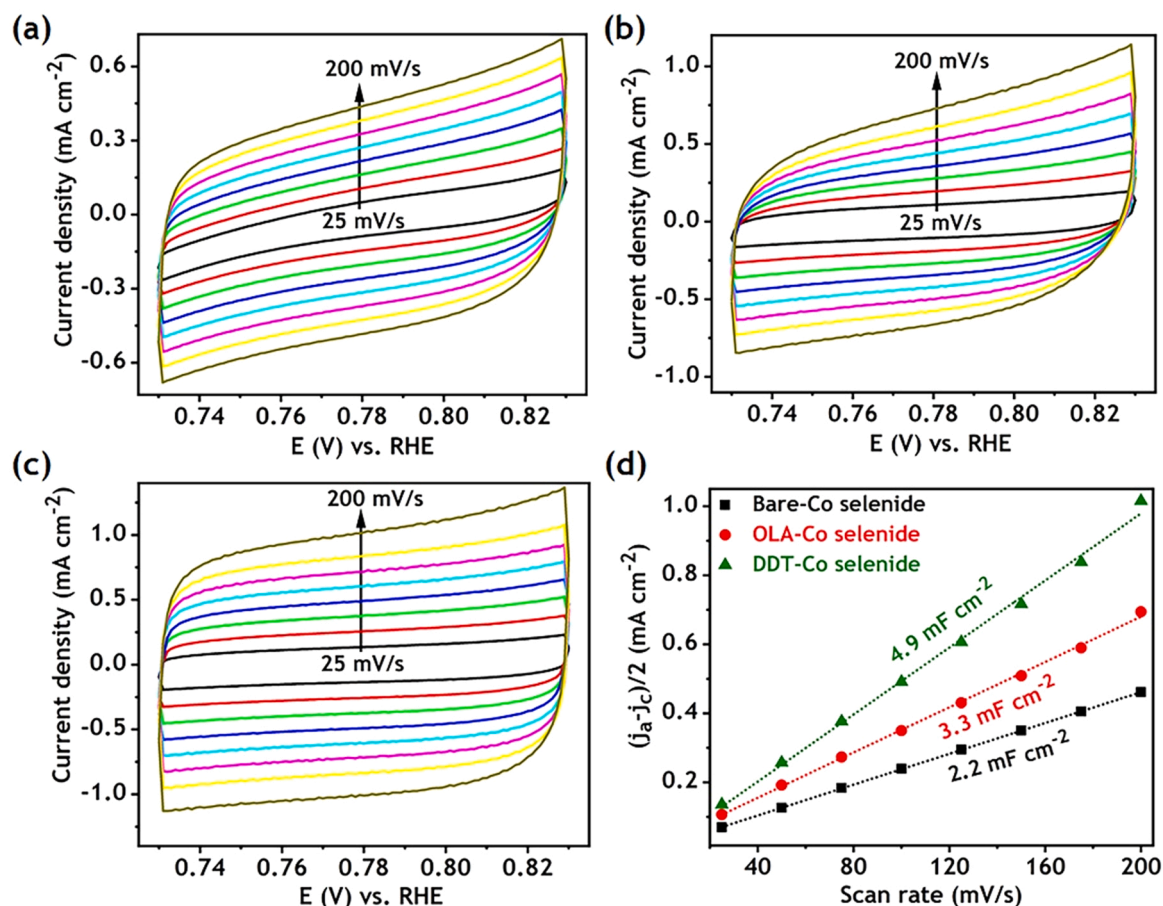 (a)
Current density (mA cm⁻²)
0.6
0.3
0.0
-0.3
-0.6
200 mV/s
25 mV/s
0.74 0.76 0.78 0.80 0.82
E (V) vs. RHE
(b)
Current density (mA cm⁻²)
1.0
0.5
0.0
-0.5
-1.0
200 mV/s
25 mV/s
0.74 0.76 0.78 0.80 0.82
E (V) vs. RHE
(c)
Current density (mA cm⁻²)
1.0
0.5
0.0
-0.5
-1.0
200 mV/s
25 mV/s
0.74 0.76 0.78 0.80 0.82
E (V) vs. RHE
(d)
(jₐ-j_C)/2 (mA cm⁻²)
1.0
0.8
0.6
0.4
0.2
Bare-Co selenide
OLA-Co selenide
DDT-Co selenide
4.9 mF cm⁻²
3.3 mF cm⁻²
2.2 mF cm⁻²
40 80 120 160 200
Scan rate (mV/s)